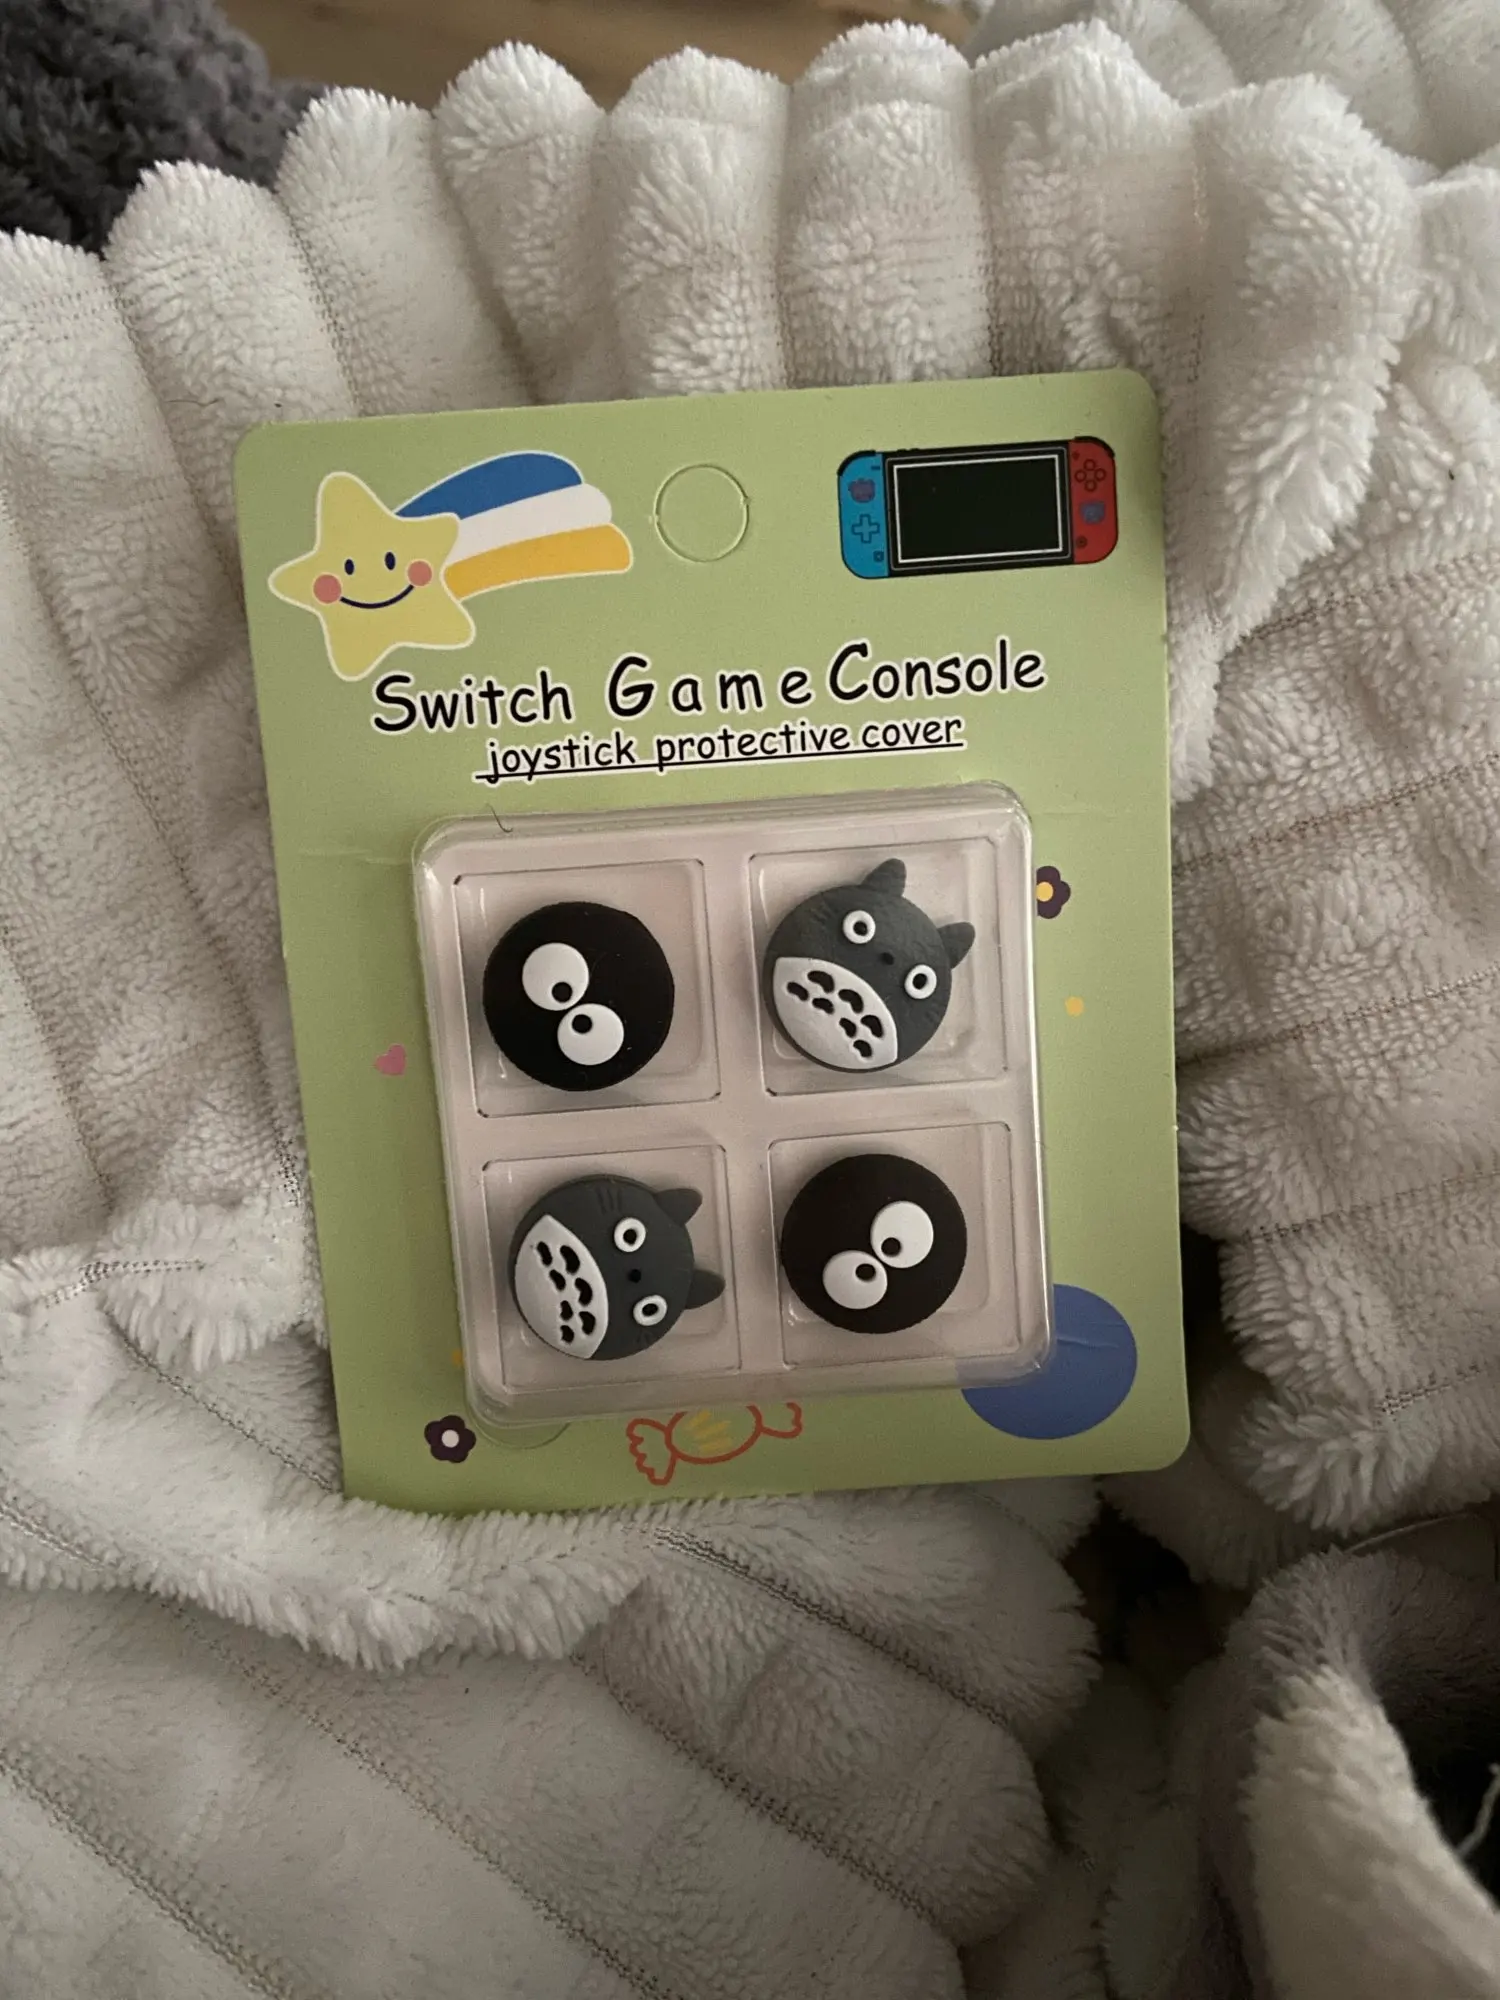 Switch Game Console
joystick protective cover